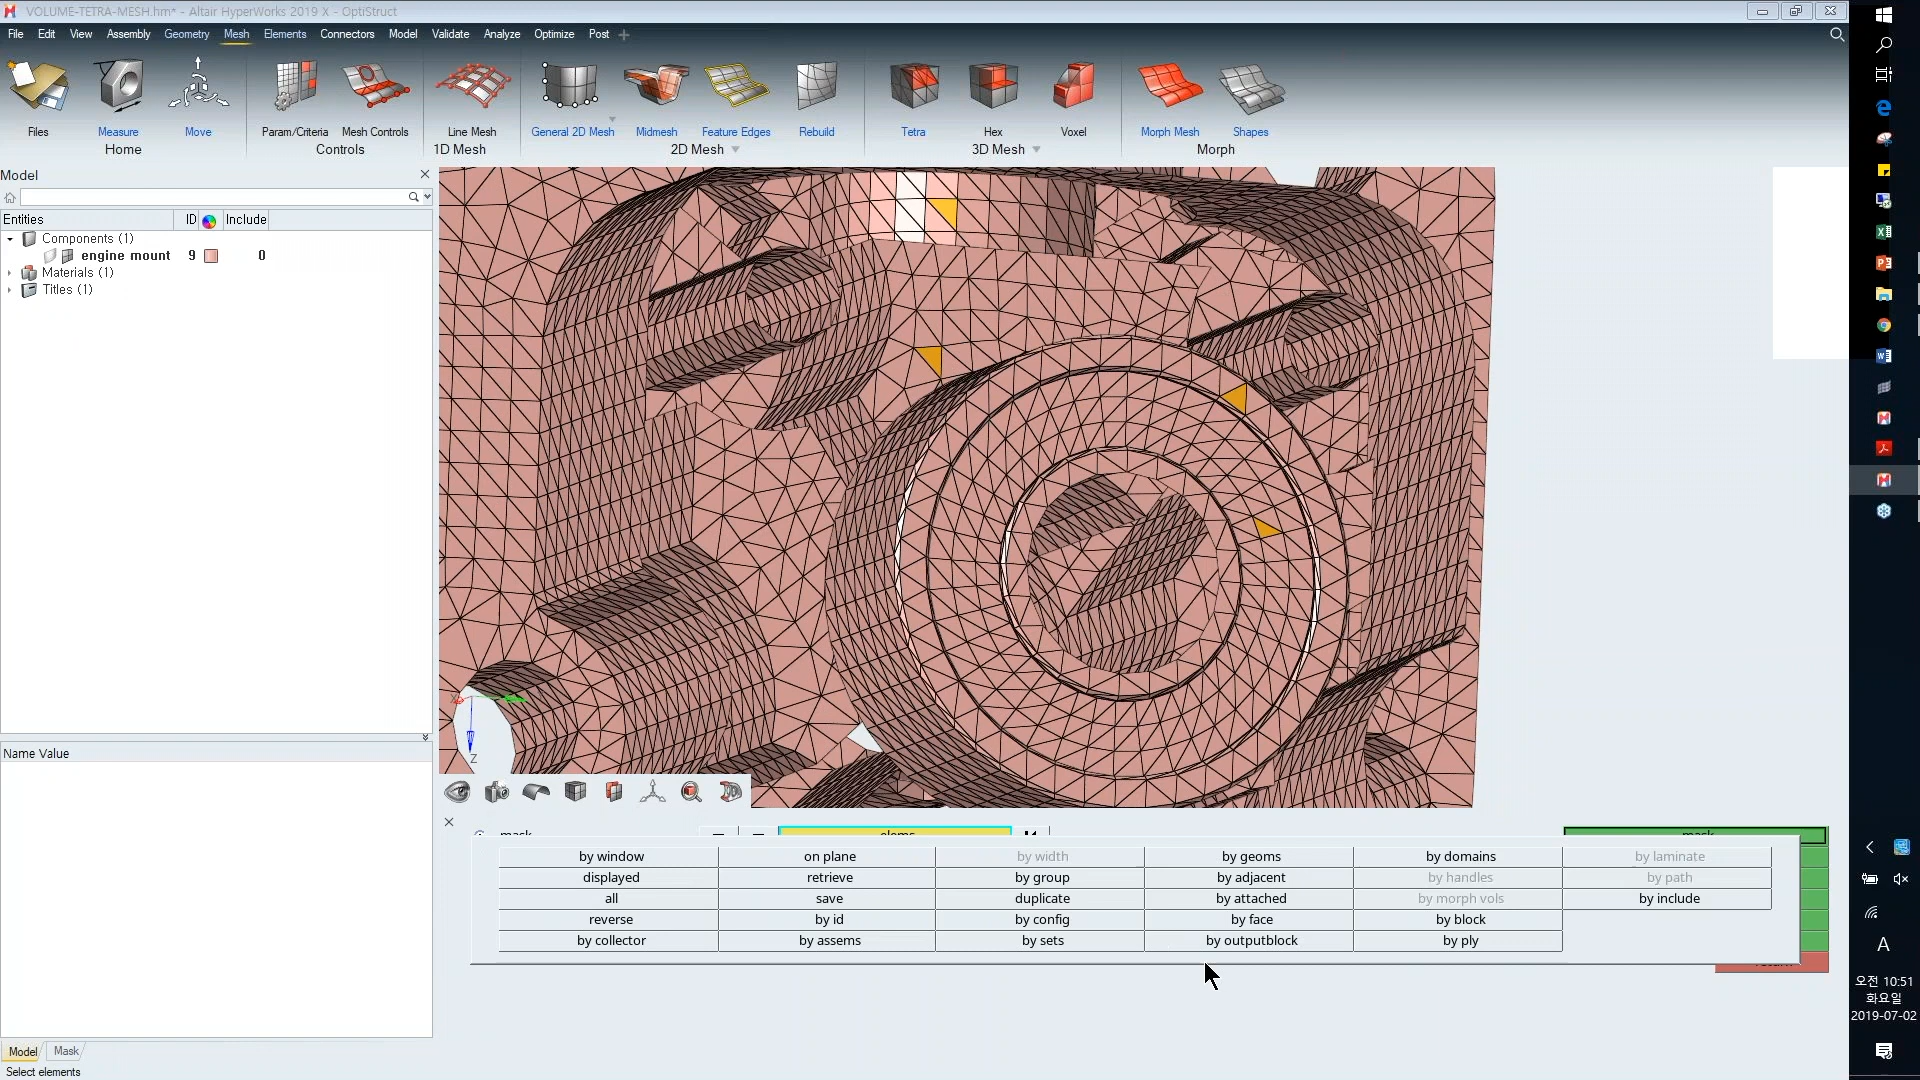 VOLUME-TETRA-MESH.hm* - Altair HyperWorks 2019 X - OptiStruct
File Edit View Assembly Geometry Mesh Elements Connectors Model Validate Analyze Optimize Post
Files Measure Move Param/Criteria Mesh Controls Line Mesh General 2D Mesh Midmesh Feature Edges Rebuild Tetra Hex Voxel Morph Mesh Shapes
Home Controls 1D Mesh 2D Mesh 3D Mesh Morph
Model
Entities ID Include
Components (1)
engine mount 9 0
Materials (1)
Titles (1)
Name Value
Z
mask elems mask
by window on plane by width by geoms by domains by laminate
displayed retrieve by group by adjacent by handles by path
all save duplicate by attached by morph vols by include
reverse by id by config by face by block
by collector by assems by sets by outputblock by ply
return
Model Mask
Select elements
A
오전 10:51
화요일
2019-07-02